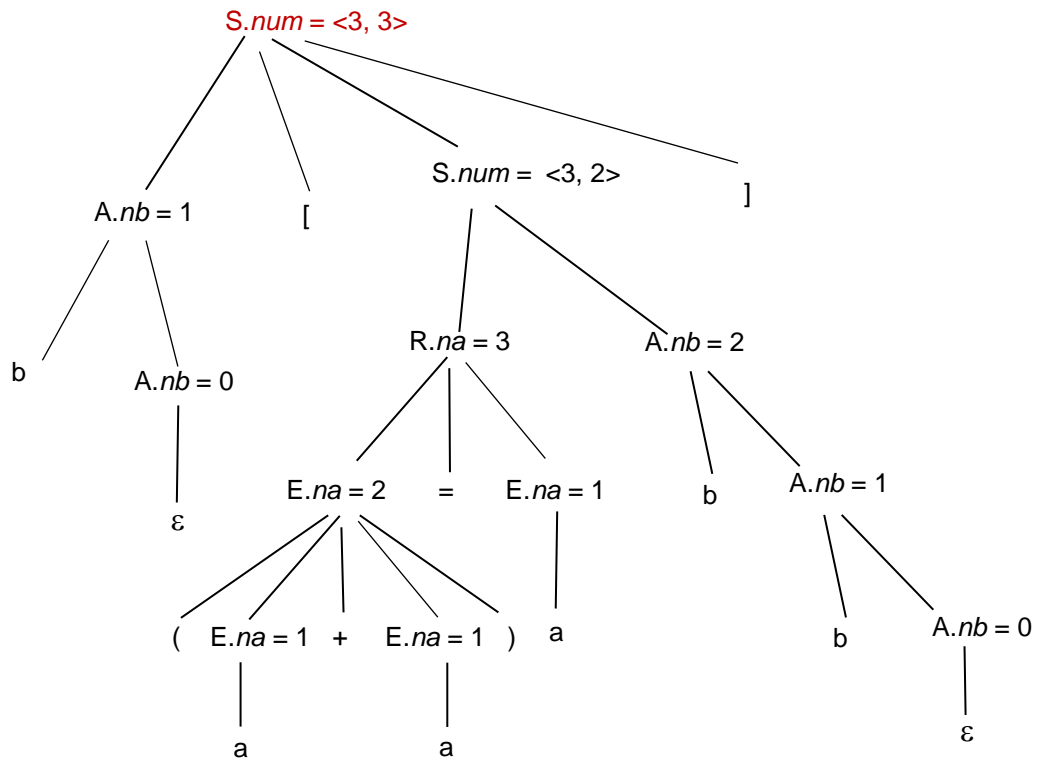 S.num = <3, 3>
S.num = <3, 2>
A.nb = 1
[
]
R.na = 3
A.nb = 2
b
A.nb = 0
E.na = 2
=
E.na = 1
b
A.nb = 1
ε
( E.na = 1 + E.na = 1 )
a
b
A.nb = 0
a
a
ε